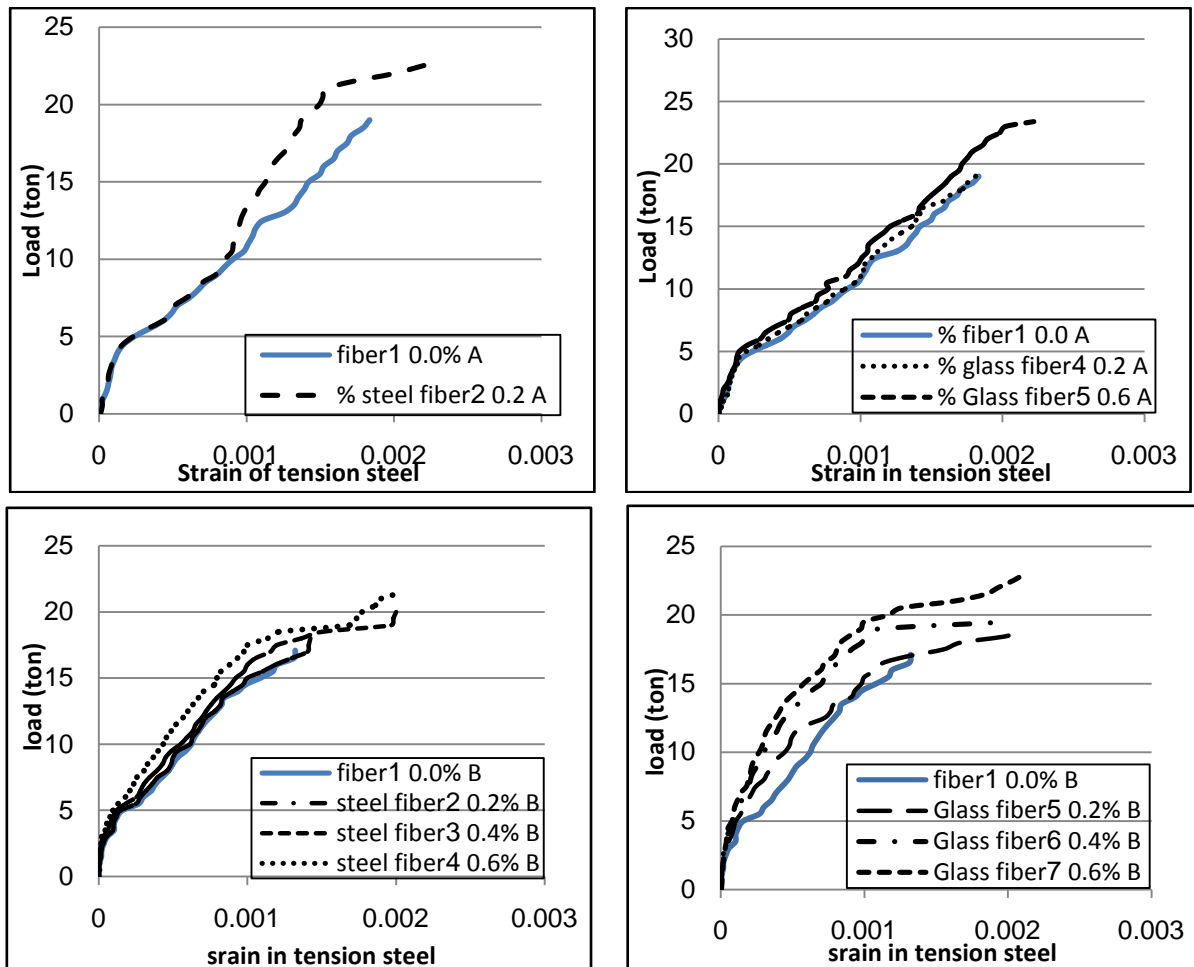 25
20
15
10
5
0
Load (ton)
fiber1 0.0% A
% steel fiber2 0.2 A
0 0.001 0.002 0.003
Strain of tension steel
30
25
20
15
10
5
0
Load (ton)
% fiber1 0.0 A
% glass fiber4 0.2 A
% Glass fiber5 0.6 A
0 0.001 0.002 0.003
Strain in tension steel
25
20
15
10
5
0
load (ton)
fiber1 0.0% B
steel fiber2 0.2% B
steel fiber3 0.4% B
steel fiber4 0.6% B
0 0.001 0.002 0.003
srain in tension steel
25
20
15
10
5
0
load (ton)
fiber1 0.0% B
Glass fiber5 0.2% B
Glass fiber6 0.4% B
Glass fiber7 0.6% B
0 0.001 0.002 0.003
srain in tension steel